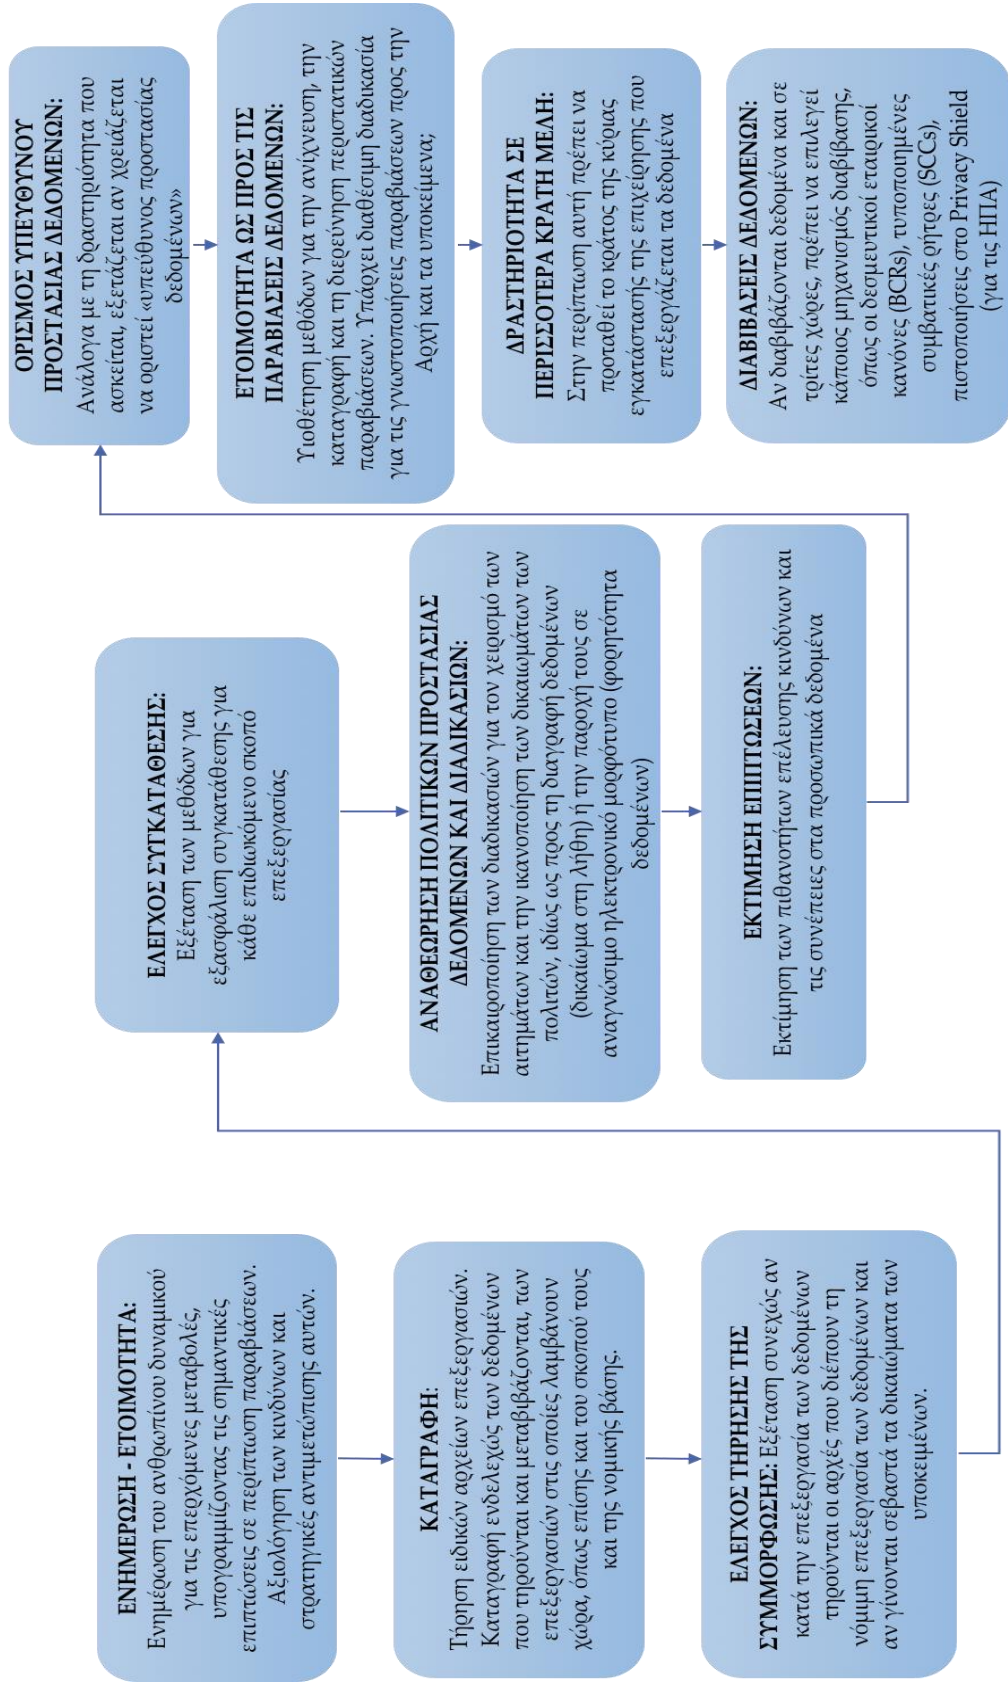 ΕΝΗΜΕΡΩΣΗ - ΕΤΟΙΜΟΤΗΤΑ:
Ενημέρωση του ανθρωπίνου δυναμικού
για τις επερχόμενες μεταβολές,
υπογραμμίζοντας τις σημαντικές
επιπτώσεις σε περίπτωση παραβιάσεων.
Αξιολόγηση των κινδύνων και
στρατηγικές αντιμετώπισης αυτών.
ΚΑΤΑΓΡΑΦΗ:
Τήρηση ειδικών αρχείων επεξεργασιών.
Καταγραφή ενδελεχώς των δεδομένων
που τηρούνται και μεταβιβάζονται, των
επεξεργασιών στις οποίες λαμβάνουν
χώρα, όπως επίσης και του σκοπού τους
και της νομικής βάσης.
ΕΛΕΓΧΟΣ ΤΗΡΗΣΗΣ ΤΗΣ
ΣΥΜΜΟΡΦΩΣΗΣ: Εξέταση συνεχώς αν
κατά την επεξεργασία των δεδομένων
τηρούνται οι αρχές που διέπουν τη
νόμιμη επεξεργασία των δεδομένων και
αν γίνονται σεβαστά τα δικαιώματα των
υποκειμένων.
ΕΛΕΓΧΟΣ ΣΥΓΚΑΤΑΘΕΣΗΣ:
Εξέταση των μεθόδων για
εξασφάλιση συγκατάθεσης για
κάθε επιδιωκόμενο σκοπό
επεξεργασίας
ΑΝΑΘΕΩΡΗΣΗ ΠΟΛΙΤΙΚΩΝ ΠΡΟΣΤΑΣΙΑΣ
ΔΕΔΟΜΕΝΩΝ ΚΑΙ ΔΙΑΔΙΚΑΣΙΩΝ:
Επικαιροποίηση των διαδικασιών για τον χειρισμό των
αιτημάτων και την ικανοποίηση των δικαιωμάτων των
πολιτών, ιδίως ως προς τη διαγραφή δεδομένων
(δικαίωμα στη λήθη) ή την παροχή τους σε
αναγνώσιμο ηλεκτρονικό μορφότυπο (φορητότητα
δεδομένων)
ΕΚΤΙΜΗΣΗ ΕΠΙΠΤΩΣΕΩΝ:
Εκτίμηση των πιθανοτήτων επέλευσης κινδύνων και
τις συνέπειες στα προσωπικά δεδομένα
ΟΡΙΣΜΟΣ ΥΠΕΥΘΥΝΟΥ
ΠΡΟΣΤΑΣΙΑΣ ΔΕΔΟΜΕΝΩΝ:
Ανάλογα με τη δραστηριότητα που
ασκείται, εξετάζεται αν χρειάζεται
να οριστεί «υπεύθυνος προστασίας
δεδομένων»
ΕΤΟΙΜΟΤΗΤΑ ΩΣ ΠΡΟΣ ΤΙΣ
ΠΑΡΑΒΙΑΣΕΙΣ ΔΕΔΟΜΕΝΩΝ:
Υιοθέτηση μεθόδων για την ανίχνευση, την
καταγραφή και τη διερεύνηση περιστατικών
παραβιάσεων. Υπάρχει διαθέσιμη διαδικασία
για τις γνωστοποιήσεις παραβιάσεων προς την
Αρχή και τα υποκείμενα;
ΔΡΑΣΤΗΡΙΟΤΗΤΑ ΣΕ
ΠΕΡΙΣΣΟΤΕΡΑ ΚΡΑΤΗ ΜΕΛΗ:
Στην περίπτωση αυτή πρέπει να
προταθεί το κράτος της κύριας
εγκατάστασής της επιχείρησης που
επεξεργάζεται τα δεδομένα
ΔΙΑΒΙΒΑΣΕΙΣ ΔΕΔΟΜΕΝΩΝ:
Αν διαβιβάζονται δεδομένα και σε
τρίτες χώρες, πρέπει να επιλεγεί
κάποιος μηχανισμός διαβίβασης,
όπως οι δεσμευτικοί εταιρικοί
κανόνες (BCRs), τυποποιημένες
συμβατικές ρήτρες (SCCs),
πιστοποιήσεις στο Privacy Shield
(για τις ΗΠΑ)